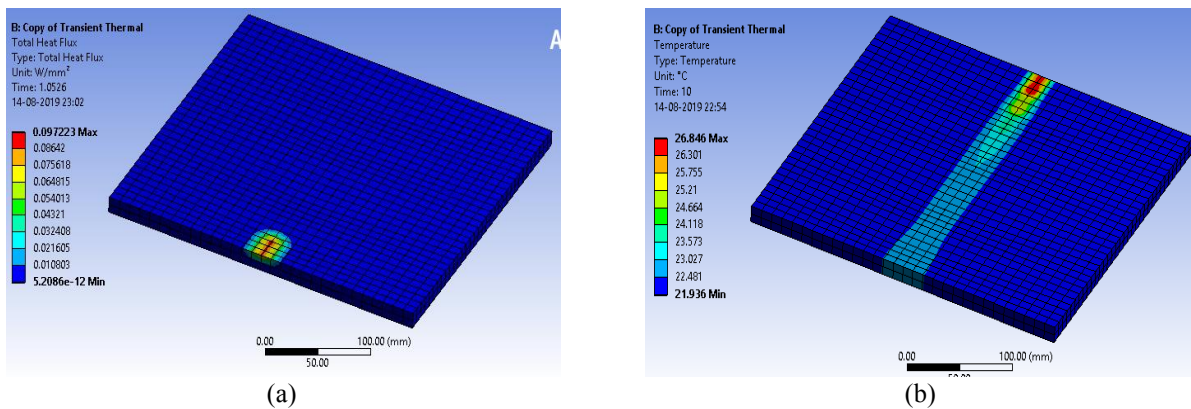 B: Copy of Transient Thermal
Total Heat Flux
Type: Total Heat Flux
Unit: W/mm²
Time: 1.0526
14-08-2019 23:02
A
0.097223 Max
0.08642
0.075618
0.064815
0.054013
0.04321
0.032408
0.021605
0.010803
5.2086e-12 Min
0.00
100.00 (mm)
50.00
(a)
B: Copy of Transient Thermal
Temperature
Type: Temperature
Unit: °C
Time: 10
14-08-2019 22:54
26.846 Max
26.301
25.755
25.21
24.664
24.118
23.573
23.027
22.481
21.936 Min
0.00
100.00 (mm)
50.00
(b)